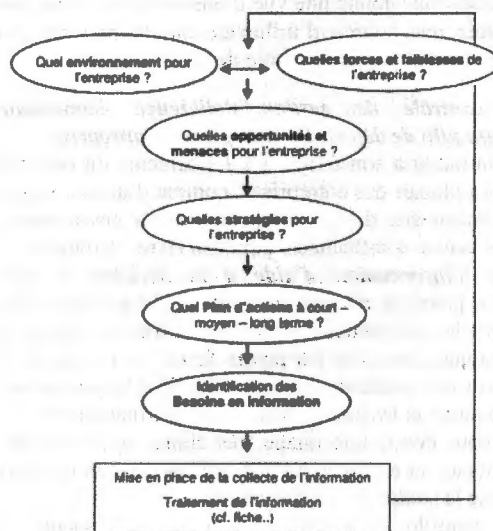 Quel environnement pour
l'entreprise ?
Quelles forces et faiblesses de
l'entreprise ?
Quelles opportunités et
menaces pour l'entreprise ?
Quelles stratégies pour
l'entreprise ?
Quel Plan d'actions à court –
moyen – long terme ?
Identification des
Besoins en information
Mise en place de la collecte de l'information
Traitement de l'information
(cf. fiche..)